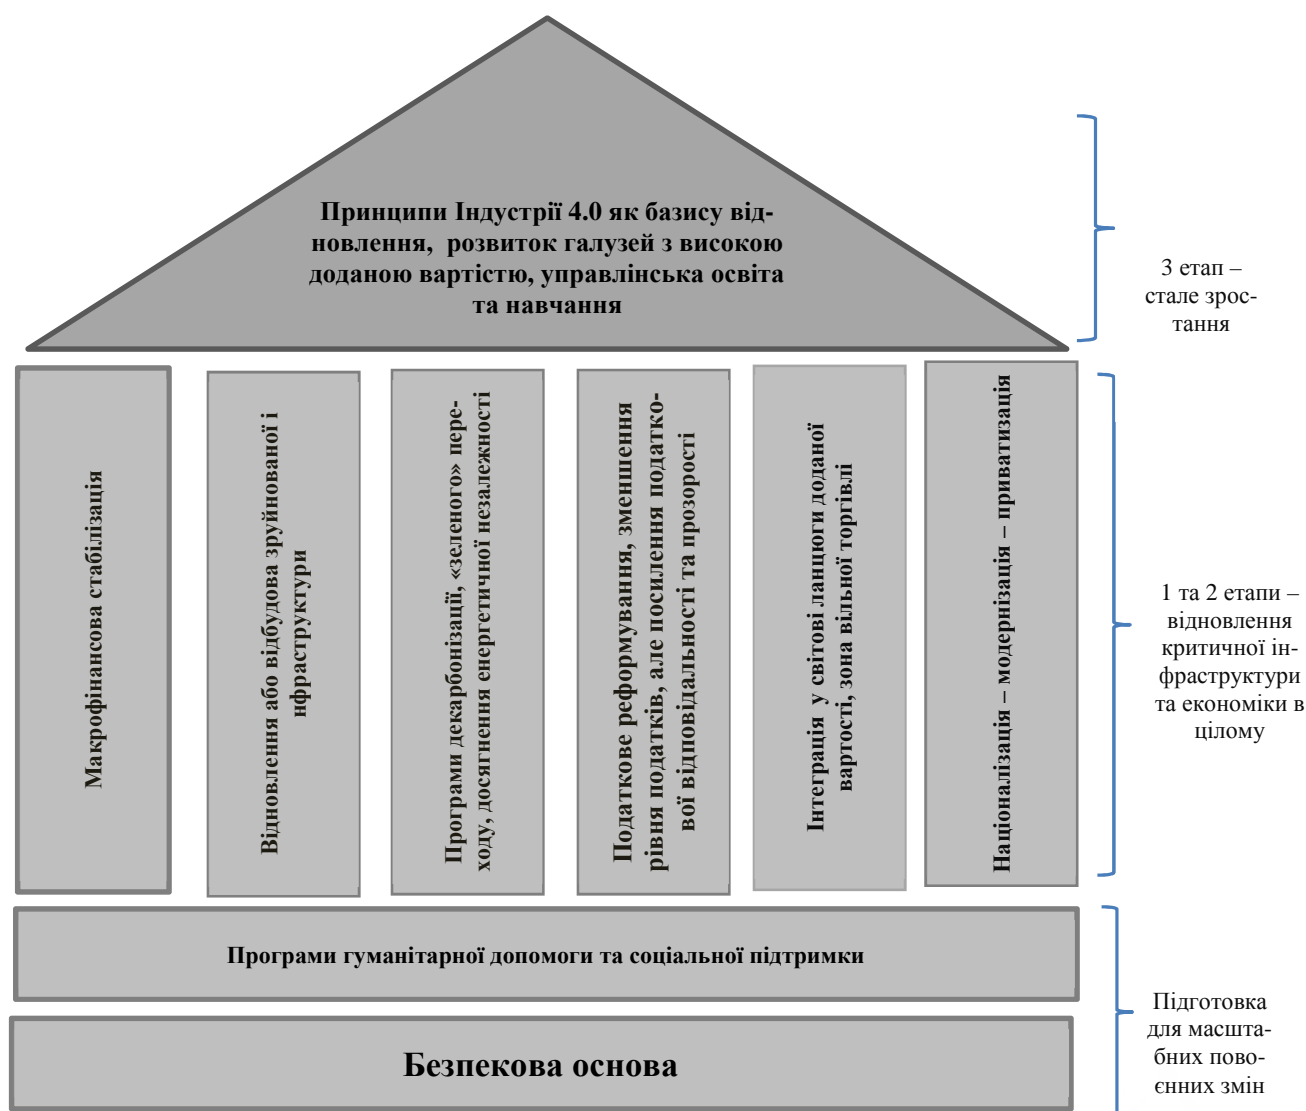 Принципи Індустрії 4.0 як базису від-
новлення, розвиток галузей з високою
доданою вартістю, управлінська освіта
та навчання
3 етап –
стале зрос-
тання
Макрофінансова стабілізація
Відновлення або відбудова зруйнованої і
нфраструктури
Програми декарбонізації, «зеленого» пере-
ходу, досягнення енергетичної незалежності
Податкове реформування, зменшення
рівня податків, але посилення податко-
вої відповідальності та прозорості
Інтеграція у світові ланцюги доданої
вартості, зона вільної торгівлі
Націоналізація – модернізація – приватизація
1 та 2 етапи –
відновлення
критичної ін-
фраструктури
та економіки в
цілому
Програми гуманітарної допомоги та соціальної підтримки
Безпекова основа
Підготовка
для масшта-
бних пово-
єнних змін